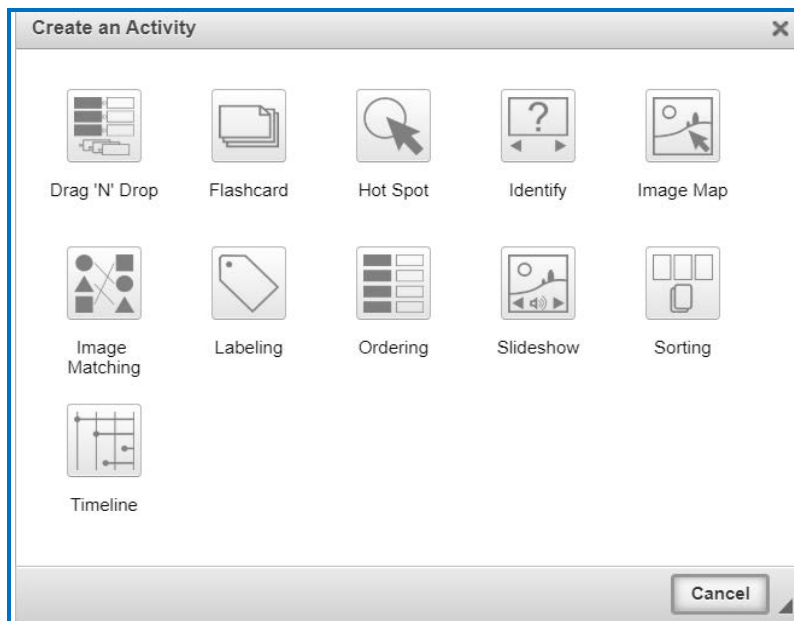 Create an Activity
Drag 'N' Drop
Flashcard
Hot Spot
Identify
Image Map
Image
Matching
Labeling
Ordering
Slideshow
Sorting
Timeline
Cancel